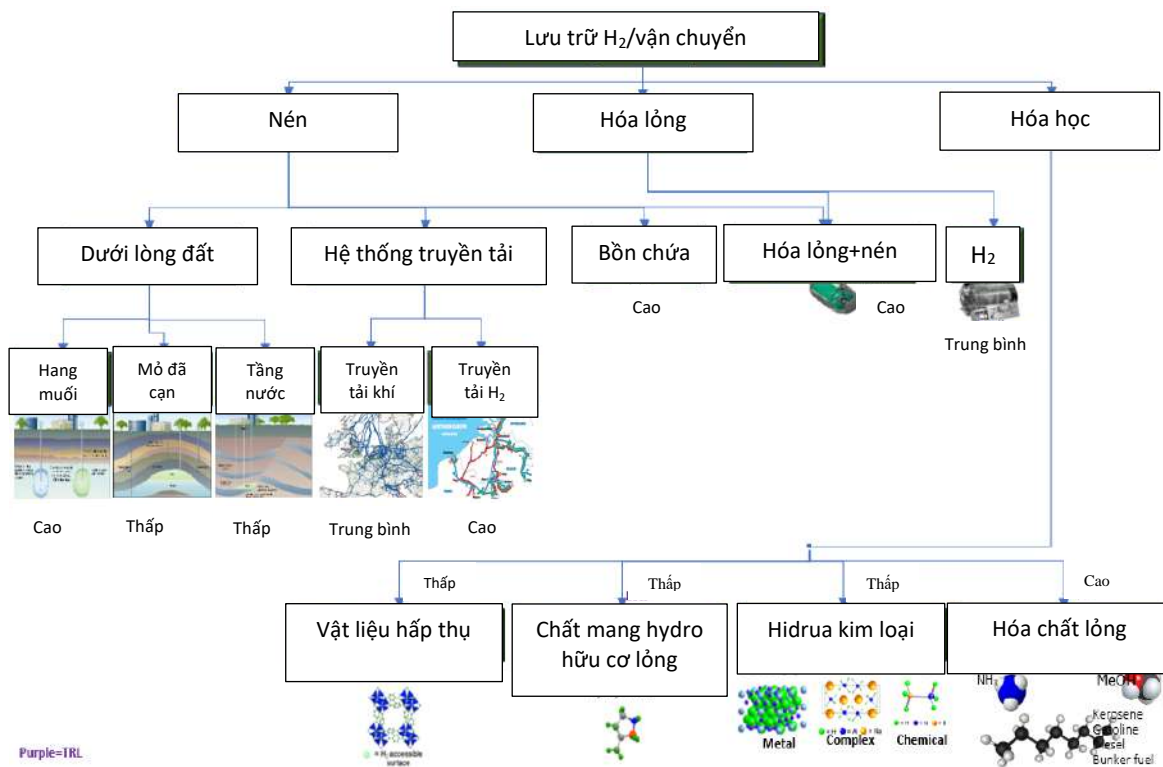 Lưu trữ H₂/vận chuyển
Nén
Hóa lỏng
Hóa học
Dưới lòng đất
Hệ thống truyền tải
Bồn chứa
Hóa lỏng+nén
H₂
Cao
Cao
Trung bình
Hang muối
Mỏ đã cạn
Tầng nước
Truyền tải khí
Truyền tải H₂
Cao
Thấp
Thấp
Trung bình
Cao
Thấp
Thấp
Thấp
Cao
Vật liệu hấp thụ
Chất mang hydro
hữu cơ lỏng
Hidrua kim loại
Hóa chất lỏng
NH₃
MeOH
= H₂ accessible
surface
Metal
Complex
Chemical
Kerosene
Gasoline
Diesel
Bunker fuel
Purple=TRL